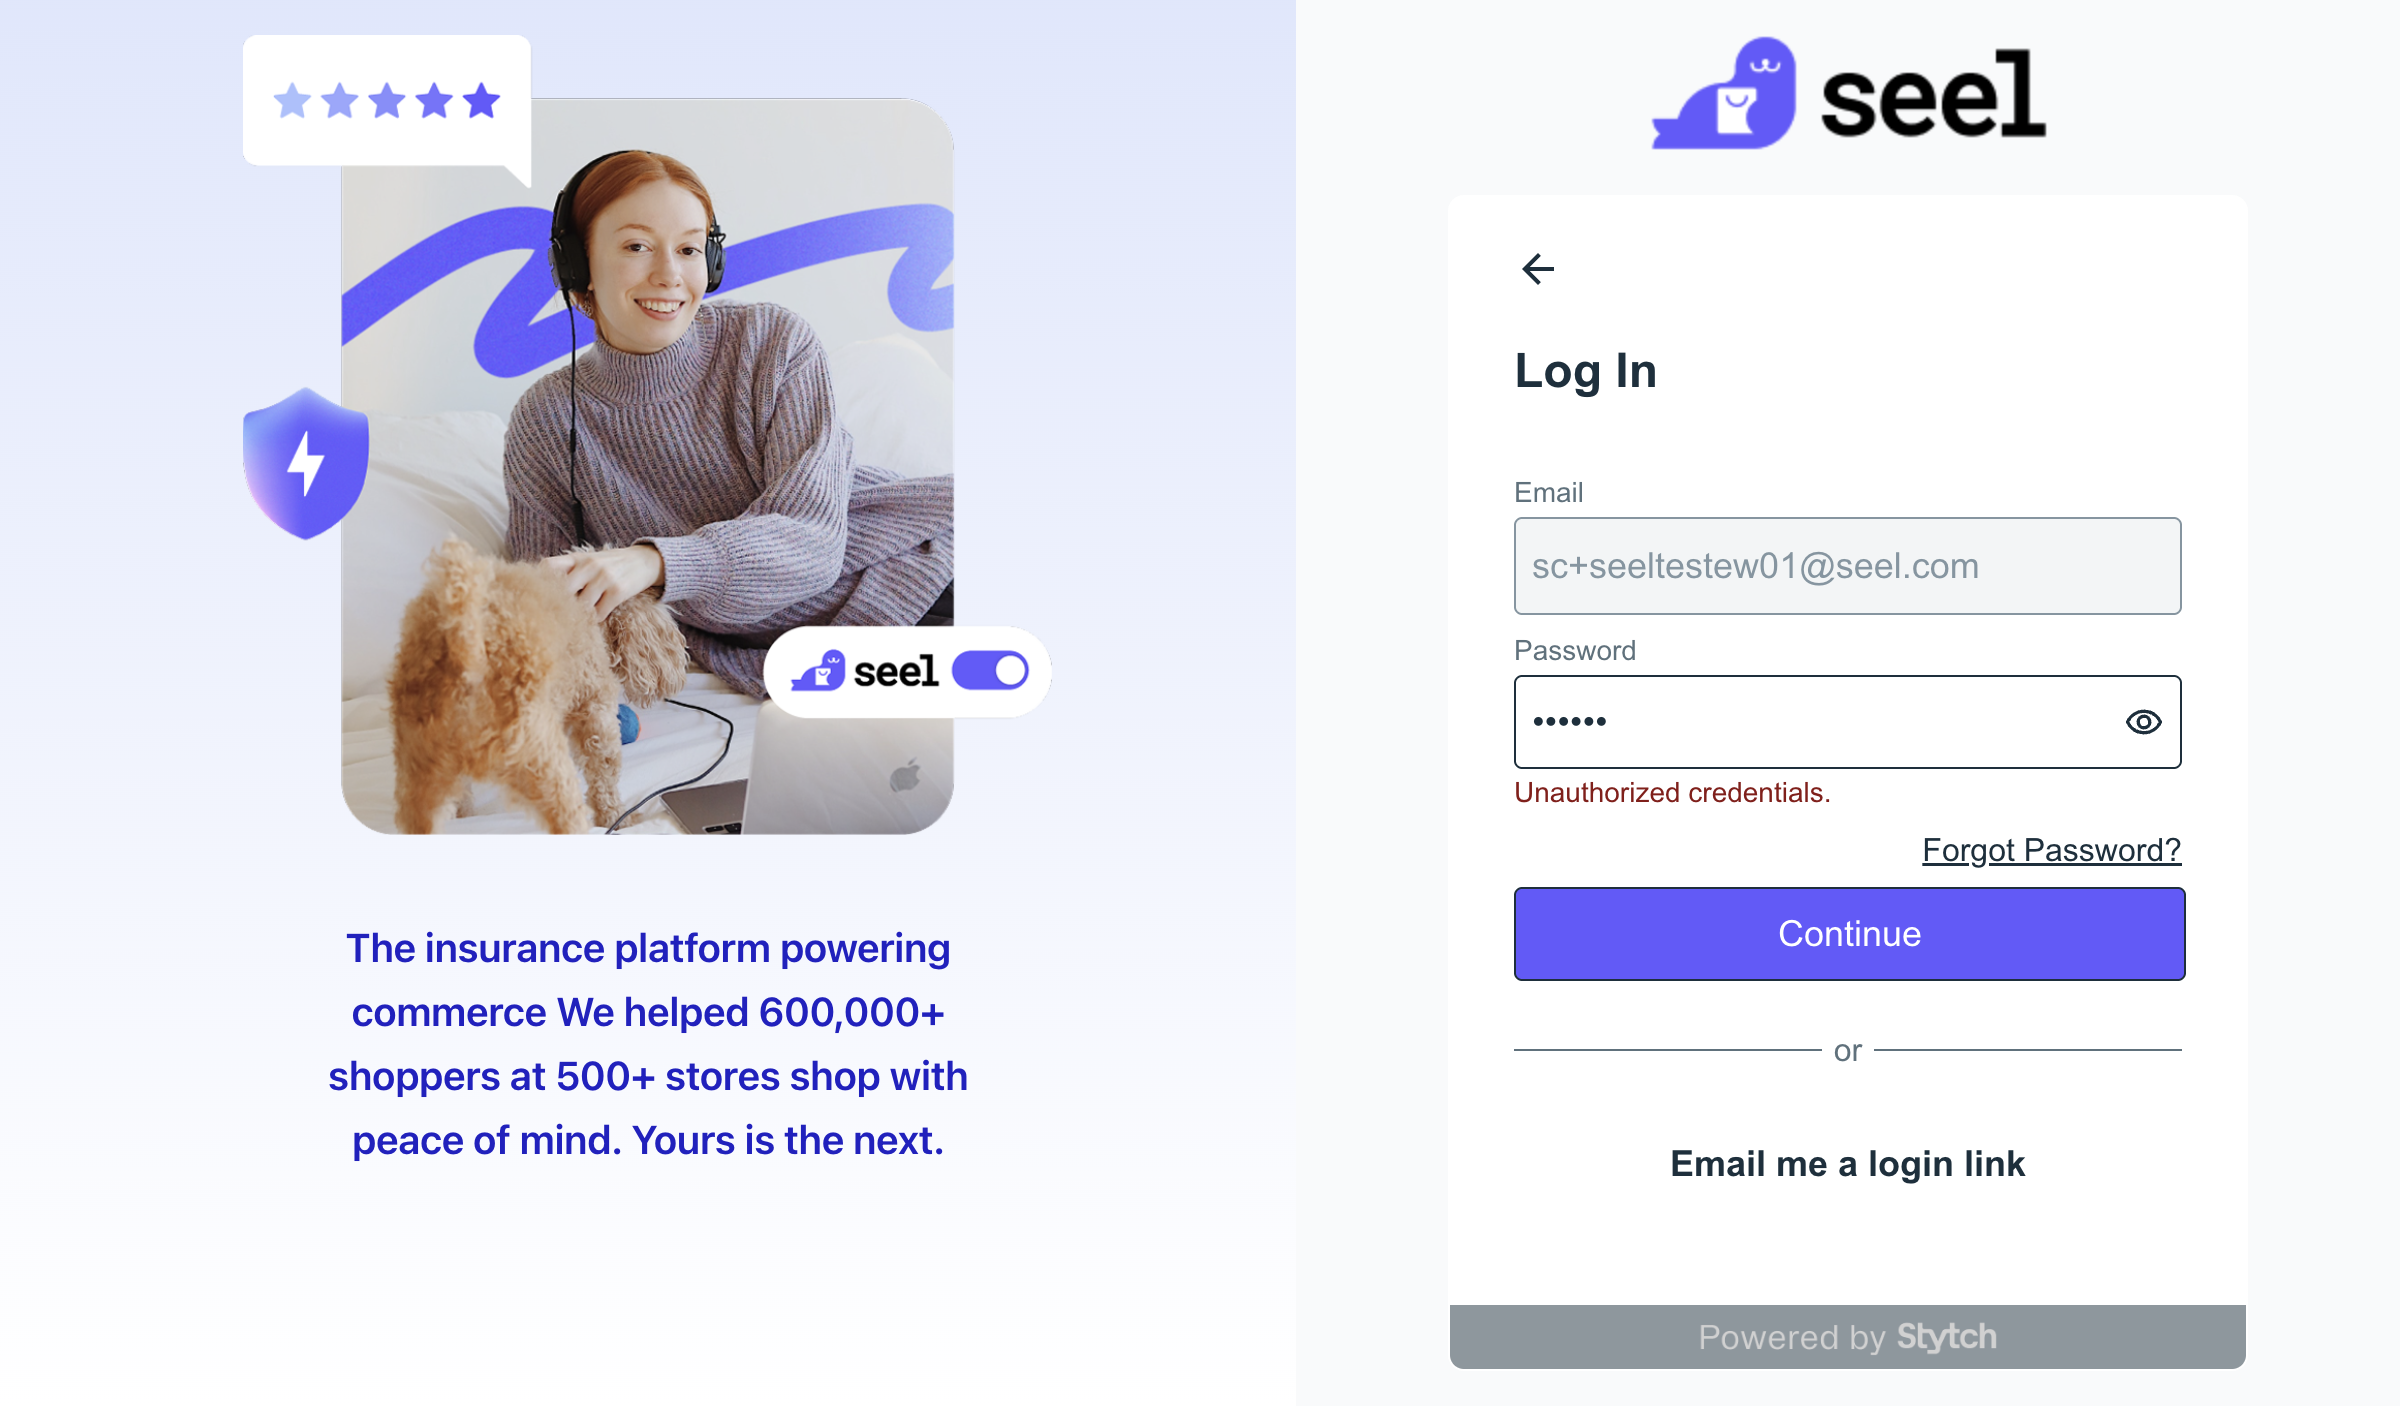 seel
The insurance platform powering
commerce We helped 600,000+
shoppers at 500+ stores shop with
peace of mind. Yours is the next.
seel
Log In
Email
sc+seeltestew01@seel.com
Password
••••••
Unauthorized credentials.
Forgot Password?
Continue
or
Email me a login link
Powered by Stytch